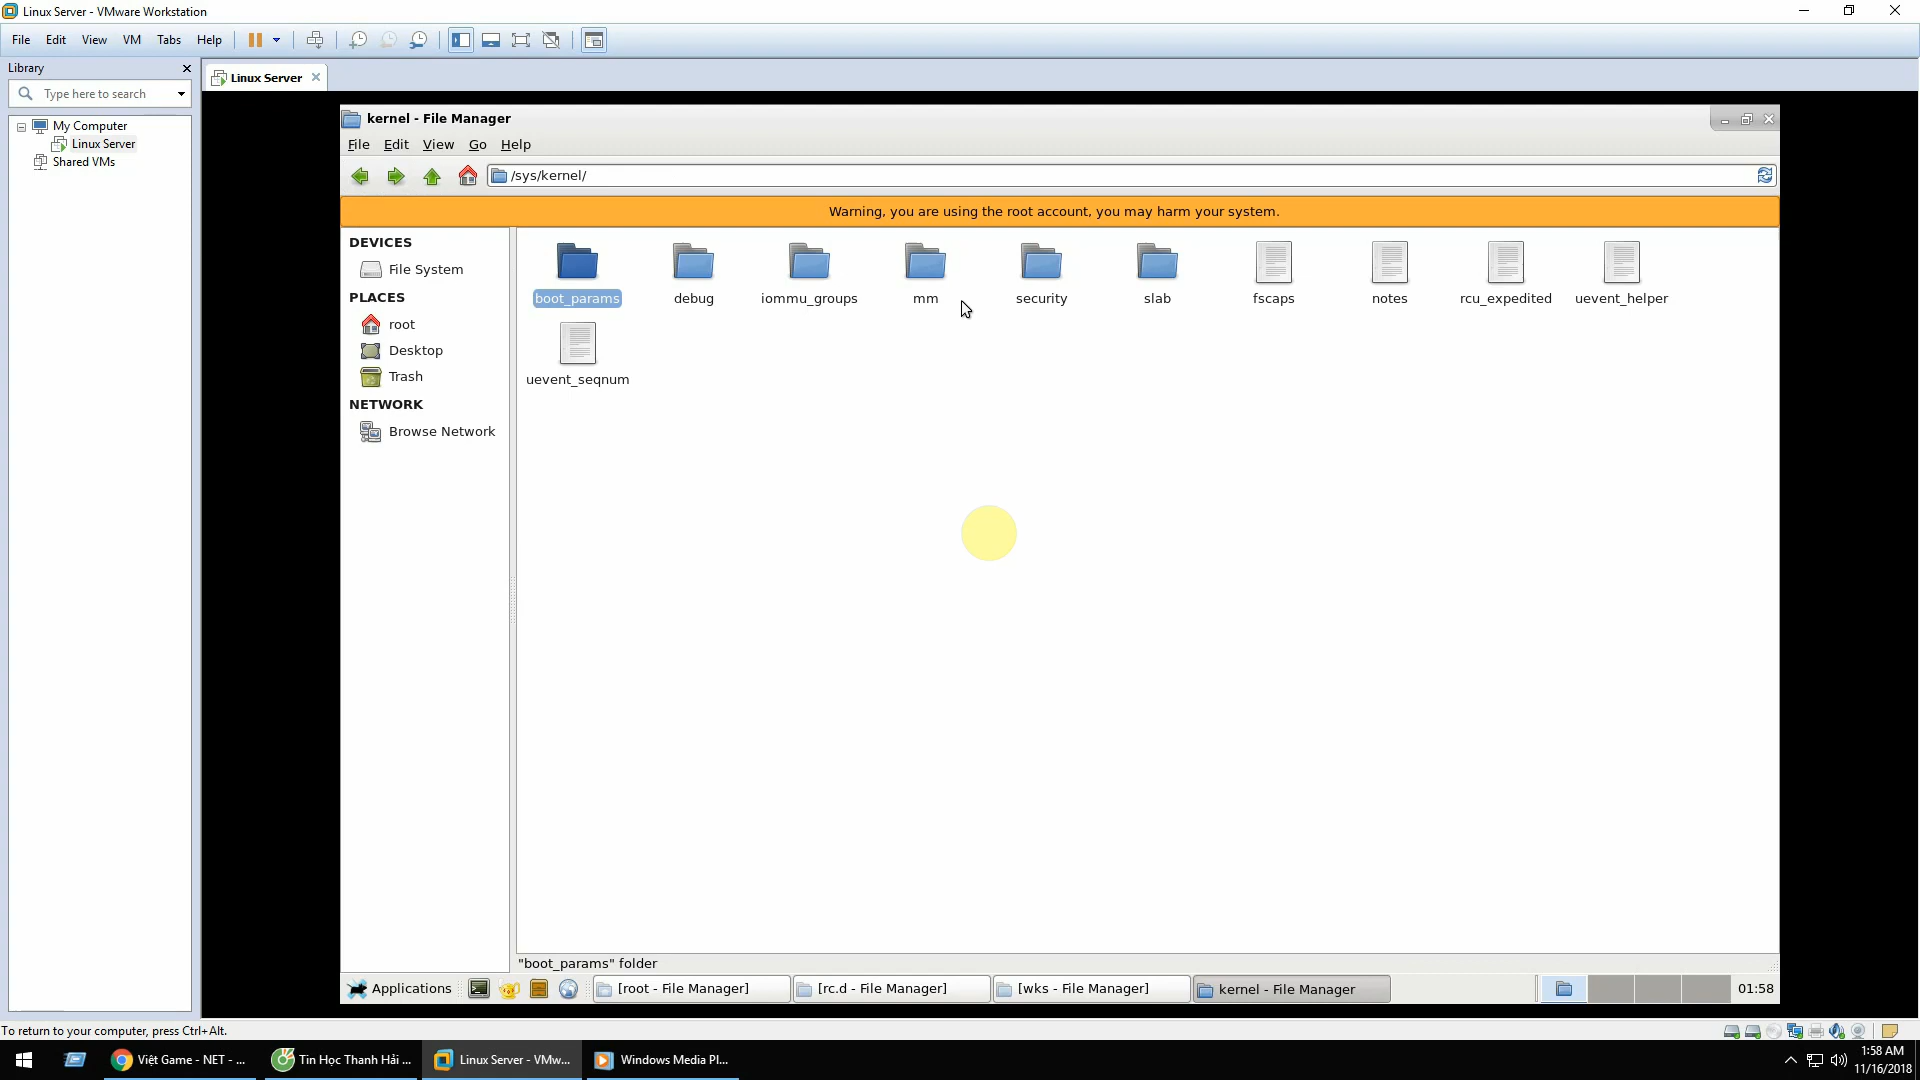 Linux Server - VMware Workstation
File Edit View VM Tabs Help
Library
Type here to search
My Computer
Linux Server
Shared VMs
Linux Server
kernel - File Manager
File Edit View Go Help
/sys/kernel/
Warning, you are using the root account, you may harm your system.
DEVICES
File System
PLACES
root
Desktop
Trash
NETWORK
Browse Network
boot_params debug iommu_groups mm security slab fscaps notes rcu_expedited uevent_helper
uevent_seqnum
"boot_params" folder
Applications [root - File Manager] [rc.d - File Manager] [wks - File Manager] kernel - File Manager 01:58
To return to your computer, press Ctrl+Alt.
Việt Game - NET - ... Tin Học Thanh Hải ... Linux Server - VMw... Windows Media Pl... 1:58 AM
11/16/2018